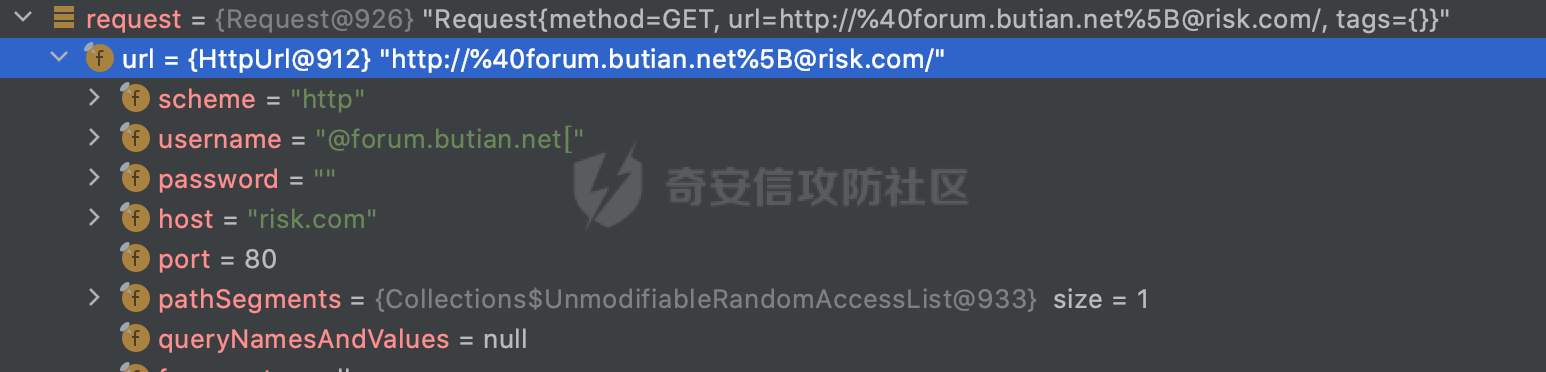 request = {Request@926} "Request{method=GET, url=http://%40forum.butian.net%5B@risk.com/, tags={}}"
url = {HttpUrl@912} "http://%40forum.butian.net%5B@risk.com/"
scheme = "http"
username = "@forum.butian.net["
password = ""
host = "risk.com"
port = 80
pathSegments = {Collections$UnmodifiableRandomAccessList@933} size = 1
queryNamesAndValues = null
奇安信攻防社区